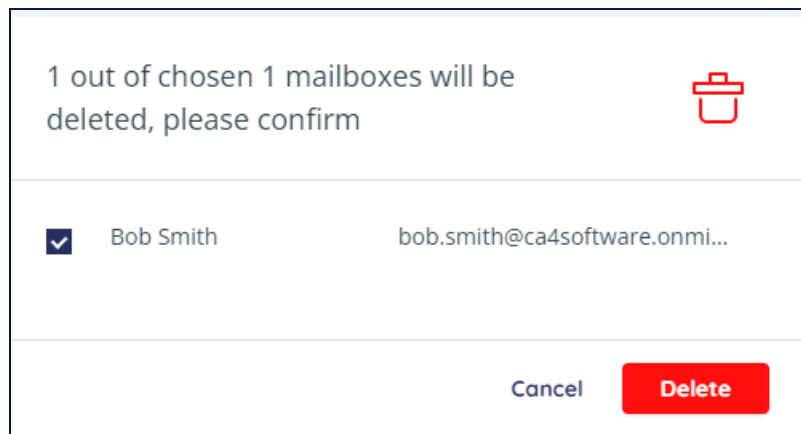 1 out of chosen 1 mailboxes will be
deleted, please confirm
Bob Smith bob.smith@ca4software.onmi...
Cancel Delete